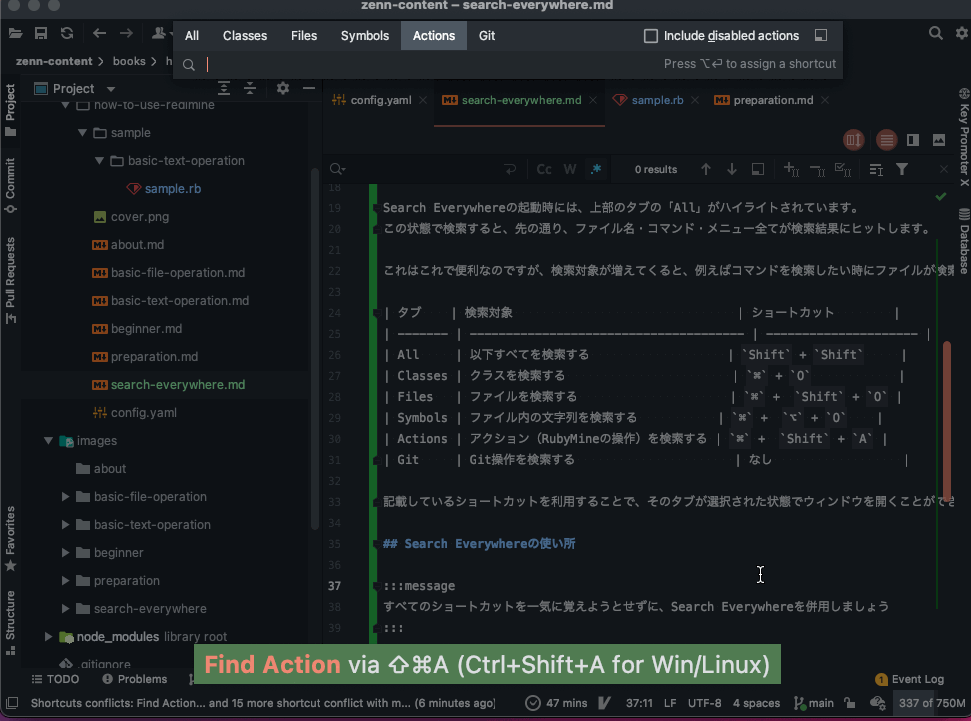 zenn-content – search-everywhere.md
All Classes Files Symbols Actions Git Include disabled actions
Press ⌥⏎ to assign a shortcut
zenn-content books
Project
Project
Commit
Pull Requests
Favorites
Structure
how-to-use-redimine
sample
basic-text-operation
sample.rb
cover.png
about.md
basic-file-operation.md
basic-text-operation.md
beginner.md
preparation.md
search-everywhere.md
config.yaml
images
about
basic-file-operation
basic-text-operation
beginner
preparation
search-everywhere
node_modules library root
.gitignore
config.yaml search-everywhere.md sample.rb preparation.md
Cc W .* 0 results
18
19 Search Everywhereの起動時には、上部のタブの「All」がハイライトされています。
20 この状態で検索すると、先の通り、ファイル名・コマンド・メニュー全てが検索結果にヒットします。
21
22 これはこれで便利なのですが、検索対象が増えてくると、例えばコマンドを検索したい時にファイルが検索
23
24 | タブ | 検索対象 | ショートカット |
25 | ------- | ------------------------------------ | -------------------- |
26 | All | 以下すべてを検索する | `Shift` + `Shift` |
27 | Classes | クラスを検索する | `⌘` + `O` |
28 | Files | ファイルを検索する | `⌘` + `Shift` + `O` |
29 | Symbols | ファイル内の文字列を検索する | `⌘` + `⌥` + `O` |
30 | Actions | アクション（RubyMineの操作）を検索する | `⌘` + `Shift` + `A` |
31 | Git | Git操作を検索する | なし |
32
33 記載しているショートカットを利用することで、そのタブが選択された状態でウィンドウを開くことができ
34
35 ## Search Everywhereの使い所
36
37 :::message
38 すべてのショートカットを一気に覚えようとせずに、Search Everywhereを併用しましょう
39 :::
Key Promoter X
Database
Find Action via ⇧⌘A (Ctrl+Shift+A for Win/Linux)
TODO Problems 1 Event Log
Shortcuts conflicts: Find Action... and 15 more shortcut conflict with m... (6 minutes ago) 47 mins 37:11 LF UTF-8 4 spaces main 337 of 750M